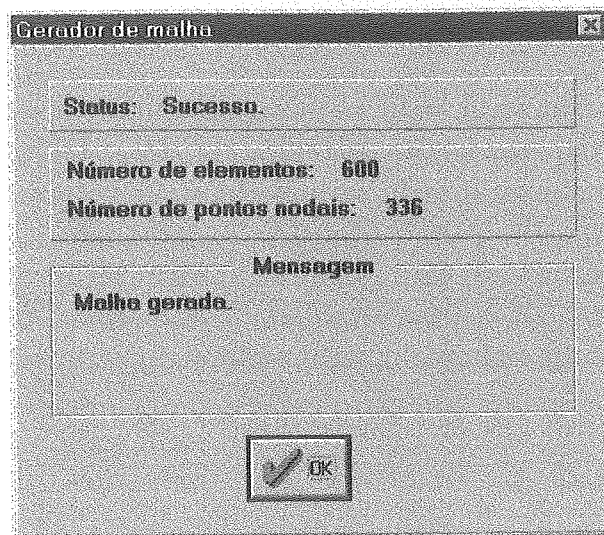 Gerador de malha
Status: Sucesso.
Número de elementos: 600
Número de pontos nodais: 336
Mensagem
Malha gerada.
OK